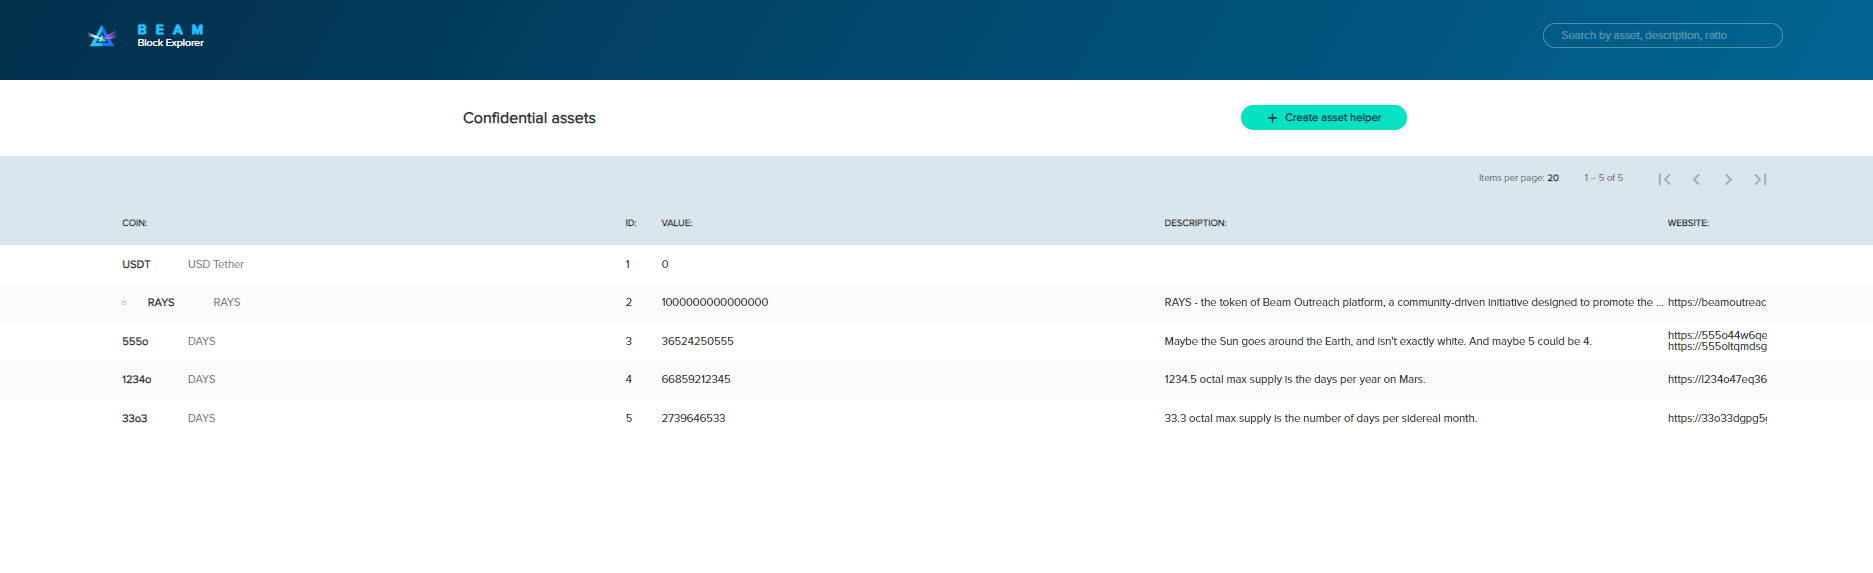 BEAM
Block Explorer
Search by asset, description, ratio
Confidential assets
+ Create asset helper
Items per page: 20 1 – 5 of 5
COIN: ID: VALUE: DESCRIPTION: WEBSITE:
USDT USD Tether 1 0
RAYS RAYS 2 1000000000000000 RAYS - the token of Beam Outreach platform, a community-driven initiative designed to promote the ... https://beamoutreac
555o DAYS 3 36524250555 Maybe the Sun goes around the Earth, and isn't exactly white. And maybe 5 could be 4. https://555o44w6qe
https://555oltqmdsg
1234o DAYS 4 66859212345 1234.5 octal max supply is the days per year on Mars. https://l234o47eq36
33o3 DAYS 5 2739646533 33.3 octal max supply is the number of days per sidereal month. https://33o33dgpg5